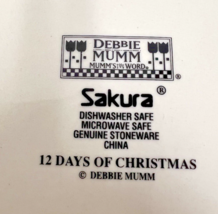 DEBBIE
MUMM
MUMM'S THE WORD®
Sakura®
DISHWASHER SAFE
MICROWAVE SAFE
GENUINE STONEWARE
CHINA
12 DAYS OF CHRISTMAS
© DEBBIE MUMM